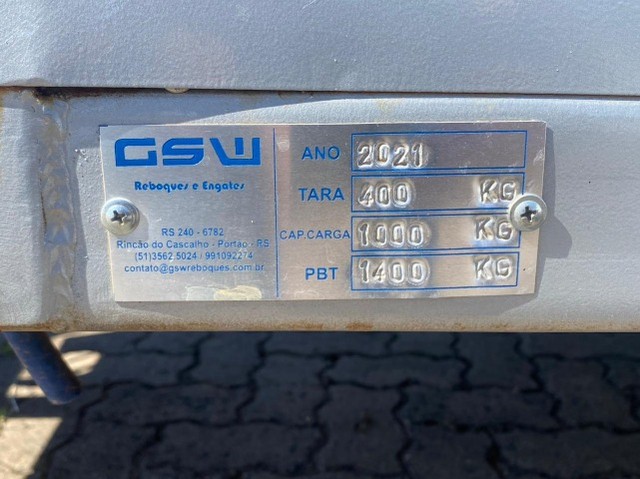 GSW
Reboques e Engates
RS 240 - 6782
Rincão do Cascalho - Portão - RS
(51)3562.5024 / 991092274
contato@gswreboques.com.br
ANO 2021
TARA 400 KG
CAP.CARGA 1000 KG
PBT 1400 KG